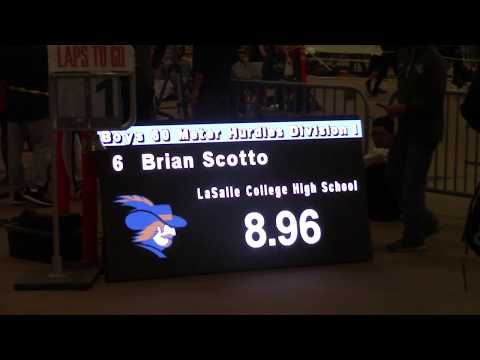 LAPS TO GO
1
Boys 60 Meter Hurdles Division I
6 Brian Scotto
LaSalle College High School
8.96